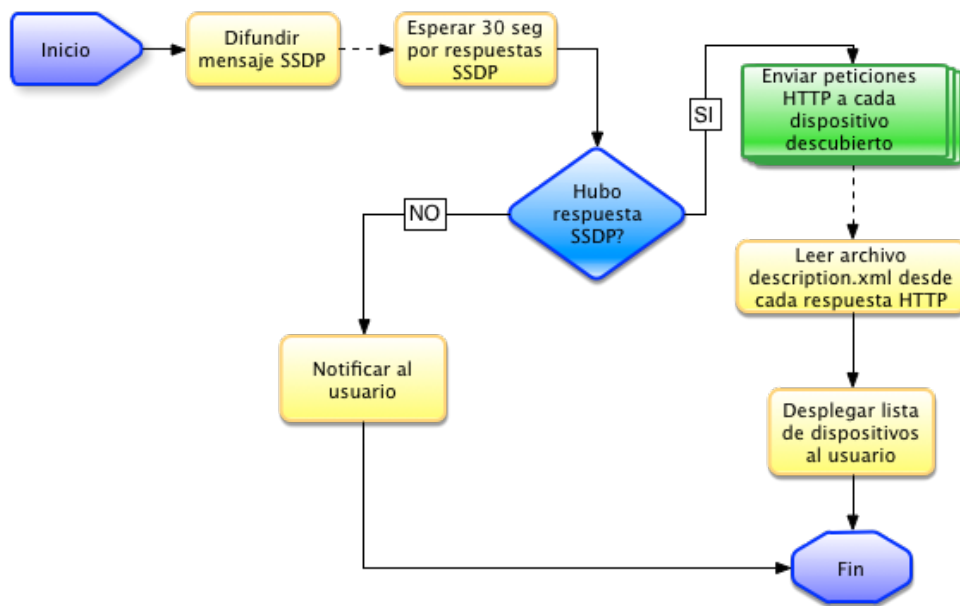 Inicio
Difundir
mensaje SSDP
Esperar 30 seg
por respuestas
SSDP
SI
Enviar peticiones
HTTP a cada
dispositivo
descubierto
Hubo
respuesta
SSDP?
NO
Leer archivo
description.xml desde
cada respuesta HTTP
Notificar al
usuario
Desplegar lista
de dispositivos
al usuario
Fin